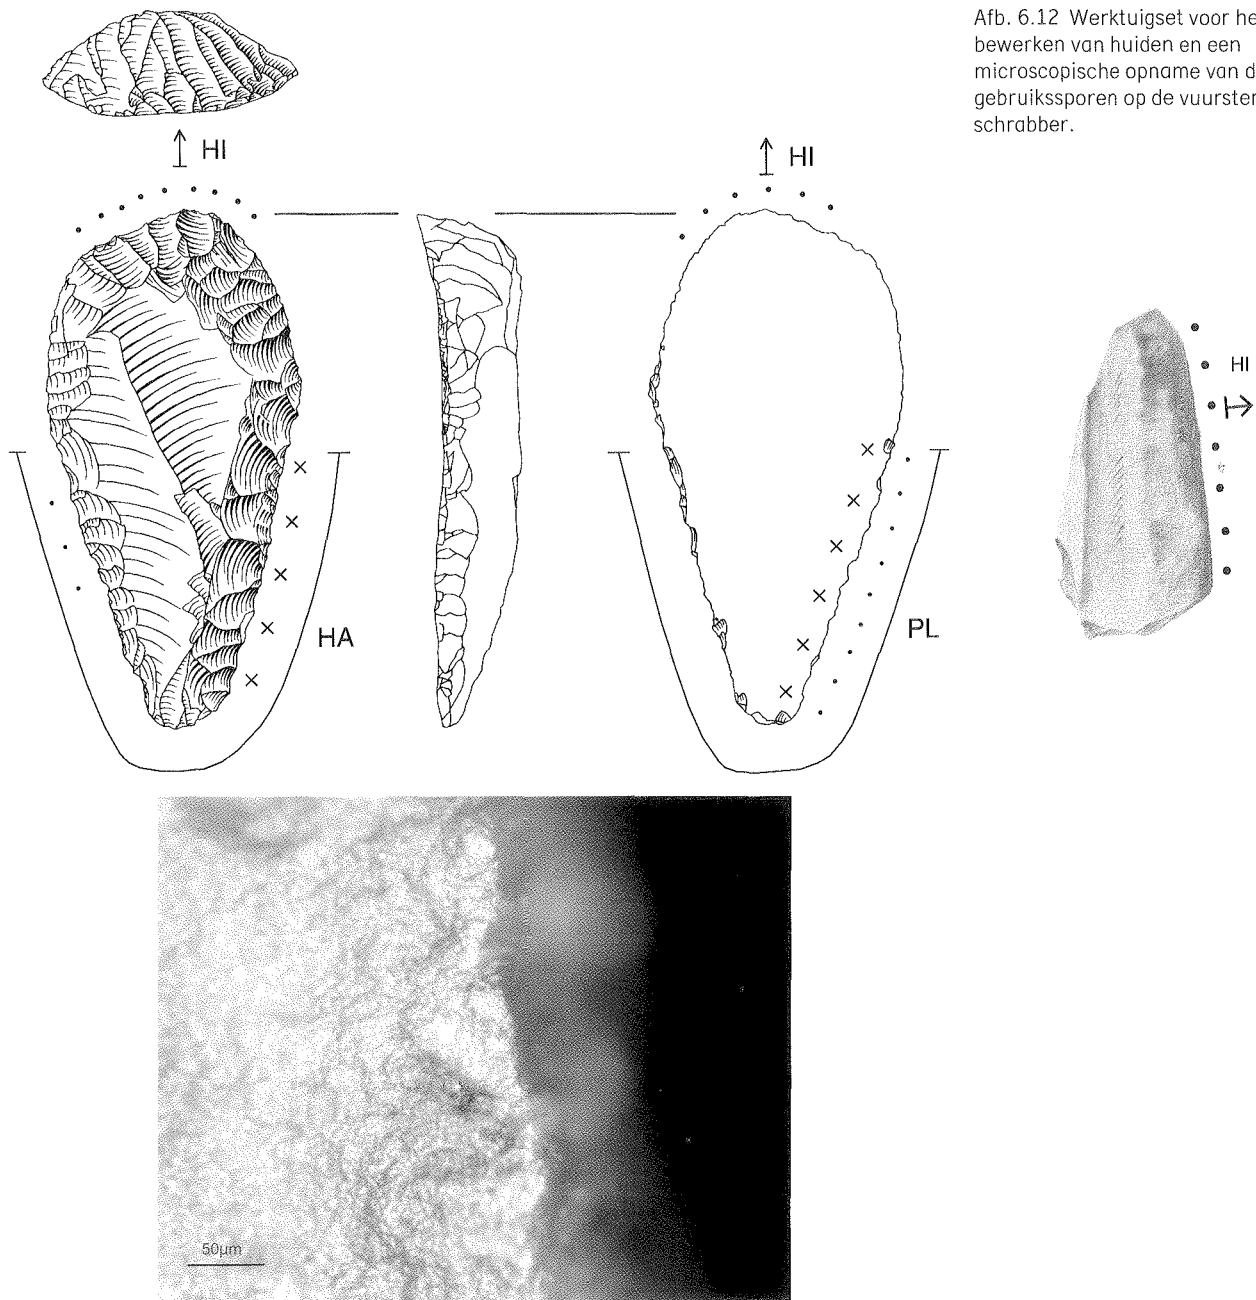 Afb. 6.12 Werktuigset voor he
bewerken van huiden en een
microscopische opname van d
gebruikssporen op de vuurster
schrabber.
HI
HI
HI
HA
PL
50µm